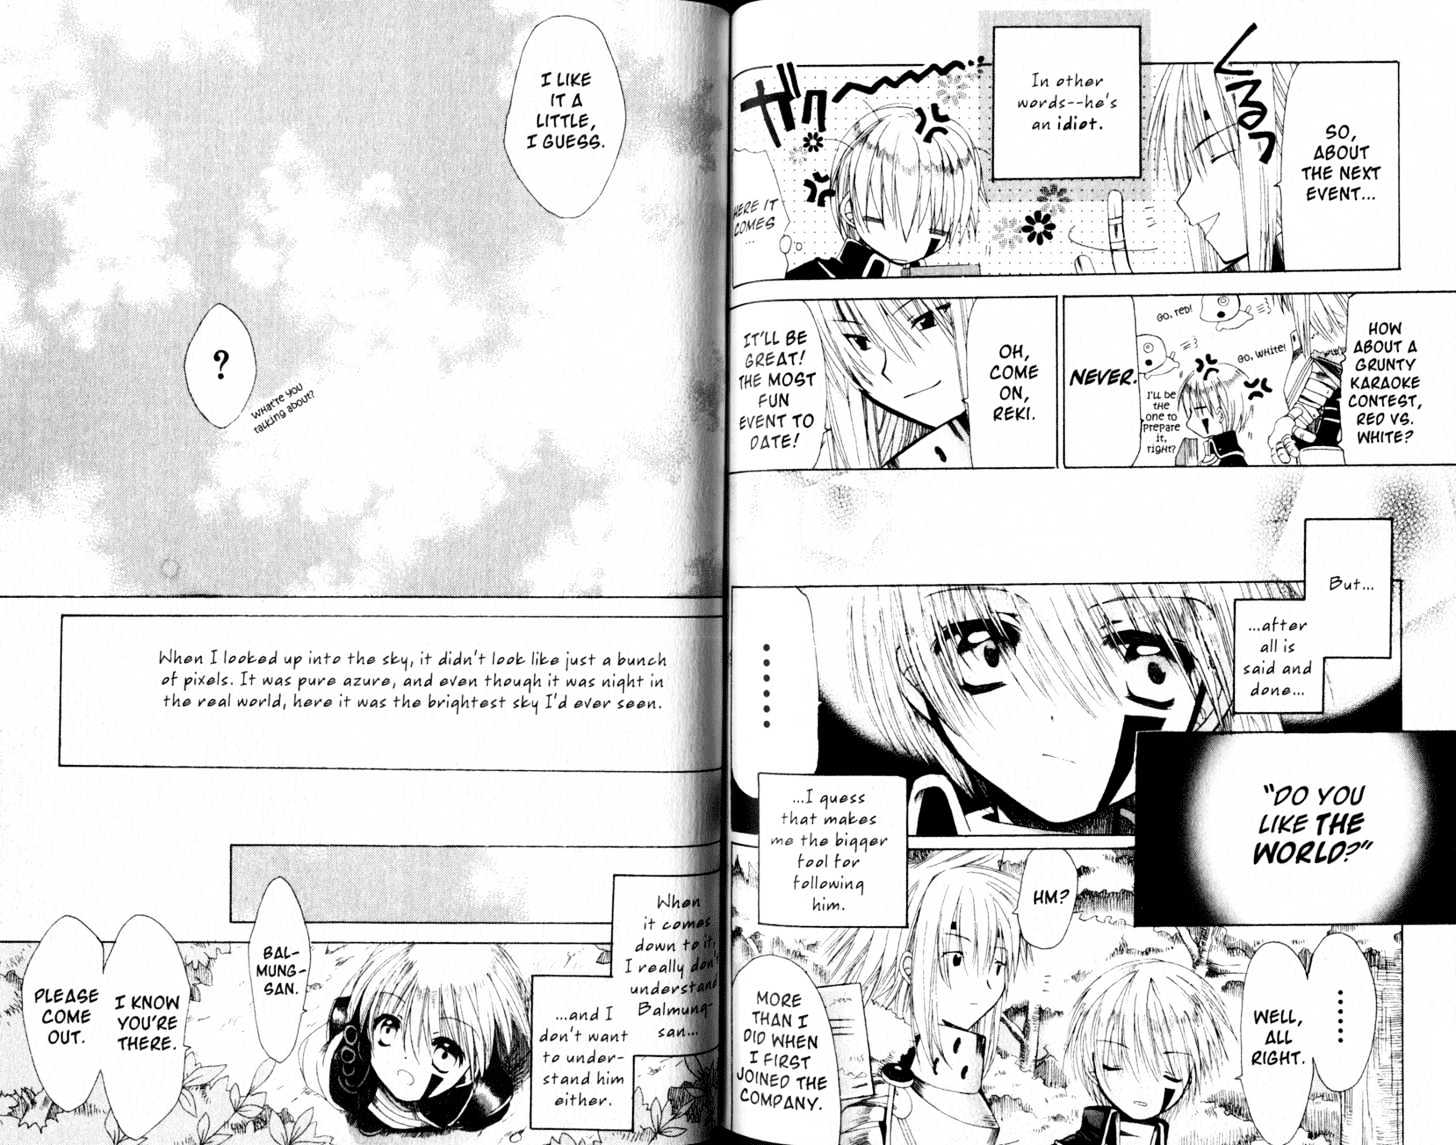 SO,
ABOUT
THE NEXT
EVENT...
くるっ
In other
words--he's
an idiot.
ガク
HERE IT
COMES
...
HOW
ABOUT A
GRUNTY
KARAOKE
CONTEST,
RED VS.
WHITE?
GO, RED!
GO, WHITE!
I'll be
the
one to
prepare
it,
right?
NEVER.
OH,
COME
ON,
REKI.
IT'LL BE
GREAT!
THE MOST
FUN
EVENT TO
DATE!
But...
...after
all is
said and
done...
"DO YOU
LIKE THE
WORLD?"
......
...I guess
that makes
me the bigger
fool for
following
him.
.....
WELL,
ALL
RIGHT.
HM?
MORE
THAN I
DID WHEN
I FIRST
JOINED THE
COMPANY.
I LIKE
IT A
LITTLE,
I GUESS.
?
What're you
talking about?
When I looked up into the sky, it didn't look like just a bunch
of pixels. It was pure azure, and even though it was night in
the real world, here it was the brightest sky I'd ever seen.
When
it comes
down to it,
I really don't
understand
Balmung-
san...
...and I
don't want
to under-
stand him
either.
BAL-
MUNG-
SAN.
I KNOW
YOU'RE
THERE.
PLEASE
COME
OUT.